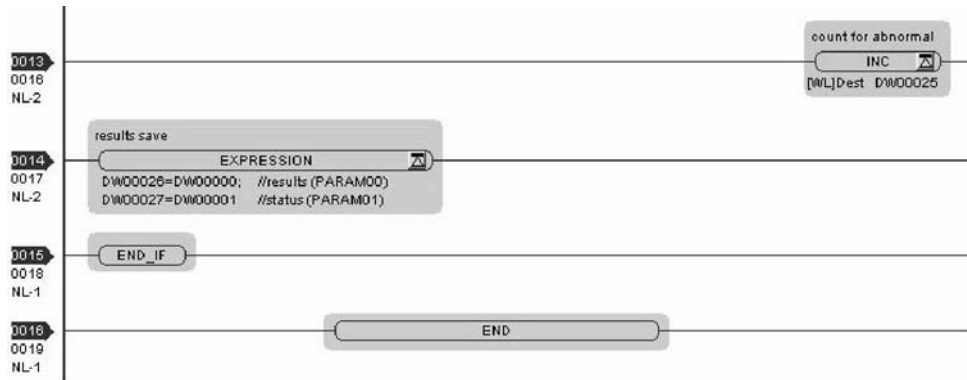 count for abnormal
0013 INC
0016 [WL]Dest DW00025
NL-2
results save
0014 EXPRESSION
0017 DW00026=DW00000; //results (PARAM00)
NL-2 DW00027=DW00001 //status (PARAM01)
0015 END_IF
0018
NL-1
0016 END
0019
NL-1